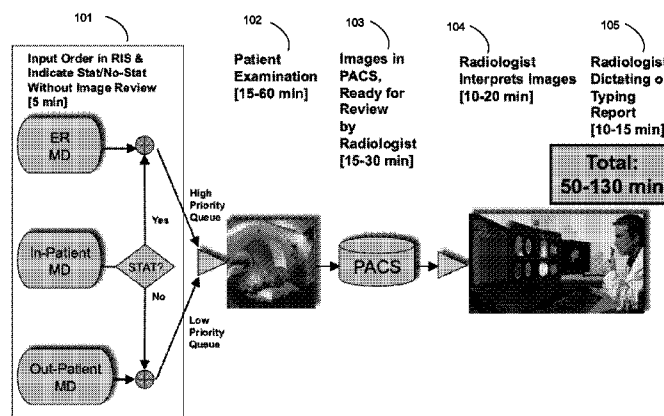 101
102
103
104
105
Input Order in RIS &
Indicate Stat/No-Stat
Without Image Review
[5 min]
Patient
Examination
[15-60 min]
Images in
PACS,
Ready for
Review
by
Radiologist
[15-30 min]
Radiologist
Interprets Images
[10-20 min]
Radiologist
Dictating o
Typing
Report
[10-15 min]
Total:
50-130 min
ER
MD
High
Priority
Queue
Yes
In-Patient
MD
STAT?
PACS
No
Low
Priority
Queue
Out-Patient
MD